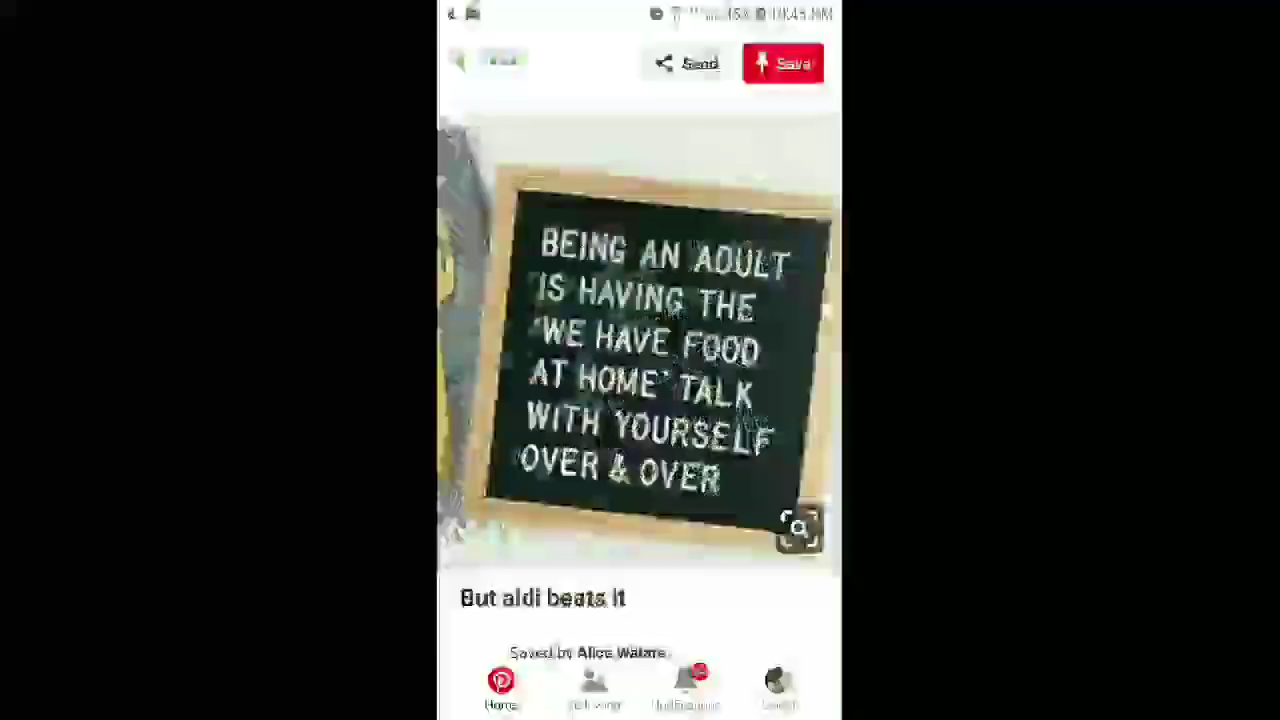 Send
Save
BEING AN ADULT
IS HAVING THE
"WE HAVE FOOD
AT HOME" TALK
WITH YOURSELF
OVER & OVER
But aldi beats it
Saved by Alice
Home